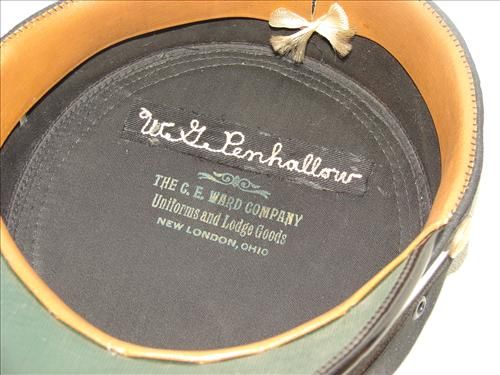 W. G. Penhallow
THE C. E. WARD COMPANY
Uniforms and Lodge Goods
NEW LONDON, OHIO